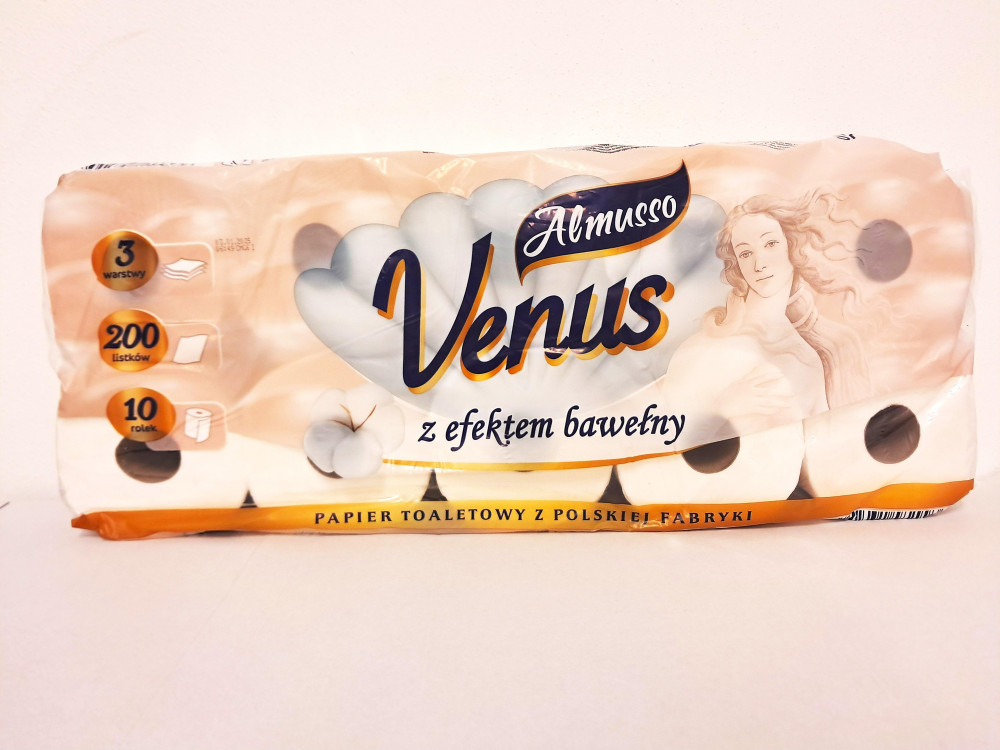 3
warstwy
200
listków
10
rolek
Almusso
Venus
z efektem bawełny
PAPIER TOALETOWY Z POLSKIEJ FABRYKI